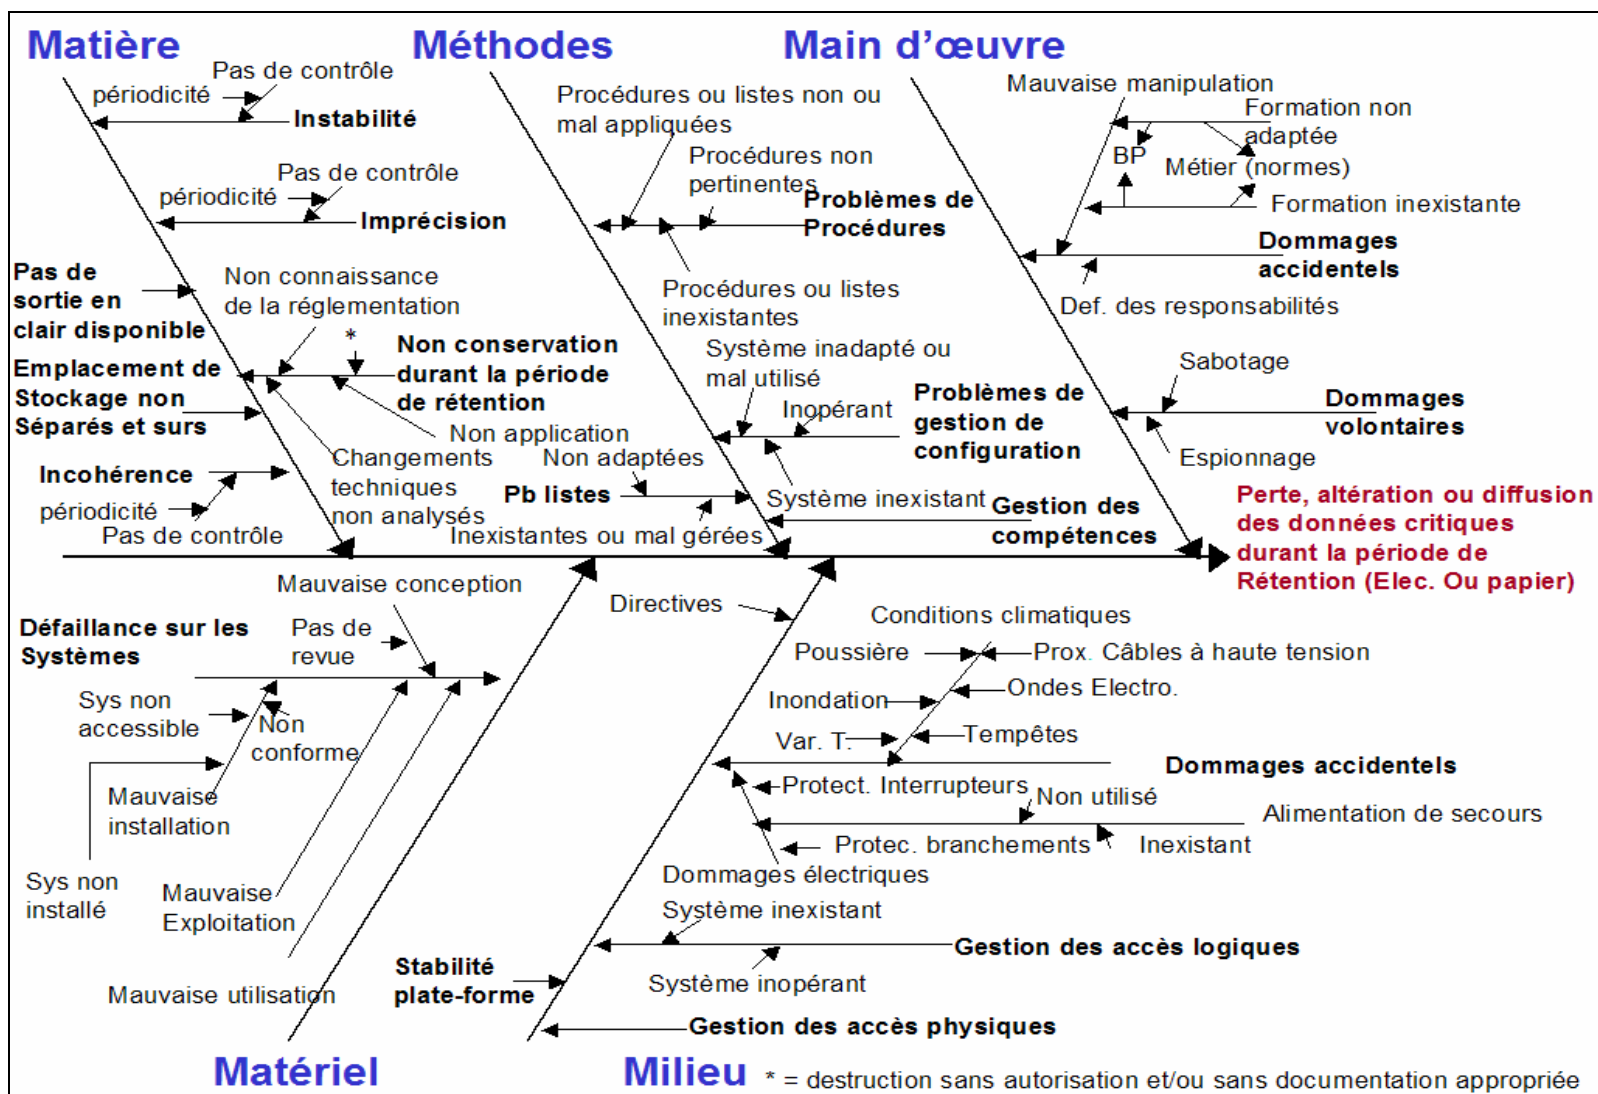 Matière
Méthodes
Main d'œuvre
Pas de contrôle
périodicité
Instabilité
Pas de contrôle
périodicité
Imprécision
Pas de
sortie en
clair disponible
Non connaissance
de la réglementation
*
Non conservation
durant la période
de rétention
Emplacement de
Stockage non
Séparés et surs
Non application
Changements
techniques
non analysés
Incohérence
périodicité
Pas de contrôle
Procédures ou listes non ou
mal appliquées
Procédures non
pertinentes
Problèmes de
Procédures
Procédures ou listes
inexistantes
Système inadapté ou
mal utilisé
Inopérant
Problèmes de
gestion de
configuration
Non adaptées
Pb listes
Système inexistant
Inexistantes ou mal gérées
Gestion des
compétences
Mauvaise manipulation
Formation non
adaptée
BP
Métier (normes)
Formation inexistante
Dommages
accidentels
Def. des responsabilités
Sabotage
Dommages
volontaires
Espionnage
Perte, altération ou diffusion
des données critiques
durant la période de
Rétention (Elec. Ou papier)
Mauvaise conception
Défaillance sur les
Systèmes
Pas de
revue
Sys non
accessible
Non
conforme
Mauvaise
installation
Sys non
installé
Mauvaise
Exploitation
Mauvaise utilisation
Matériel
Directives
Conditions climatiques
Poussière
Prox. Câbles à haute tension
Inondation
Ondes Electro.
Var. T.
Tempêtes
Dommages accidentels
Protect. Interrupteurs
Non utilisé
Alimentation de secours
Protec. branchements
Inexistant
Dommages électriques
Système inexistant
Gestion des accès logiques
Système inopérant
Stabilité
plate-forme
Gestion des accès physiques
Milieu
* = destruction sans autorisation et/ou sans documentation appropriée